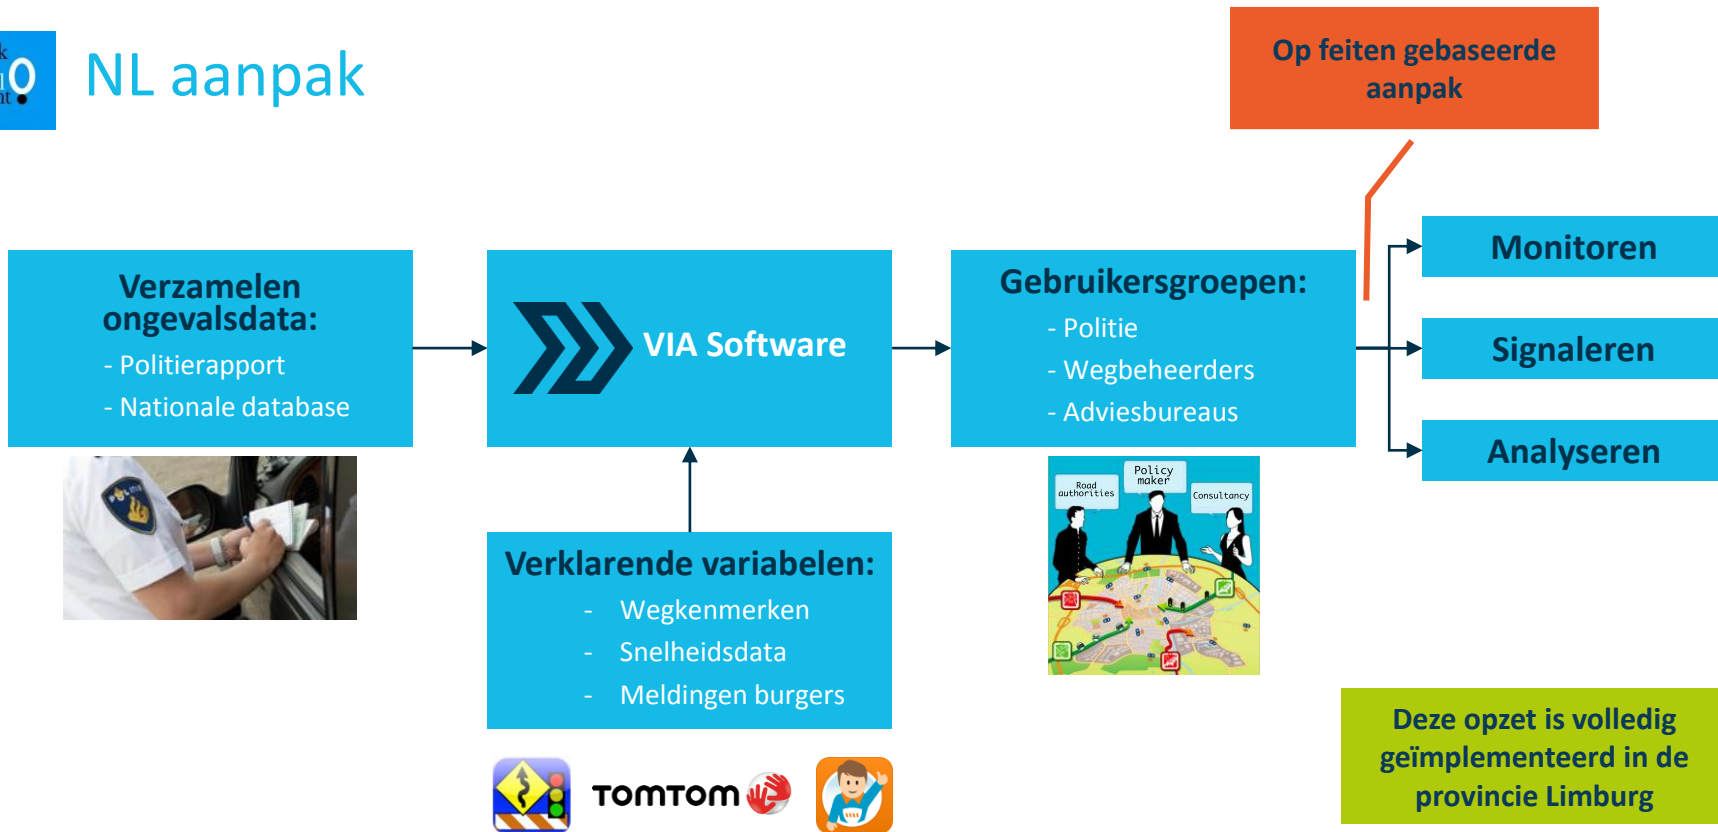 NL aanpak
Op feiten gebaseerde
aanpak
Verzamelen
ongevalsdata:
- Politierapport
- Nationale database
VIA Software
Gebruikersgroepen:
- Politie
- Wegbeheerders
- Adviesbureaus
Monitoren
Signaleren
Analyseren
Verklarende variabelen:
- Wegkenmerken
- Snelheidsdata
- Meldingen burgers
Road
authorities
Policy
maker
Consultancy
TOMTOM
Deze opzet is volledig
geïmplementeerd in de
provincie Limburg